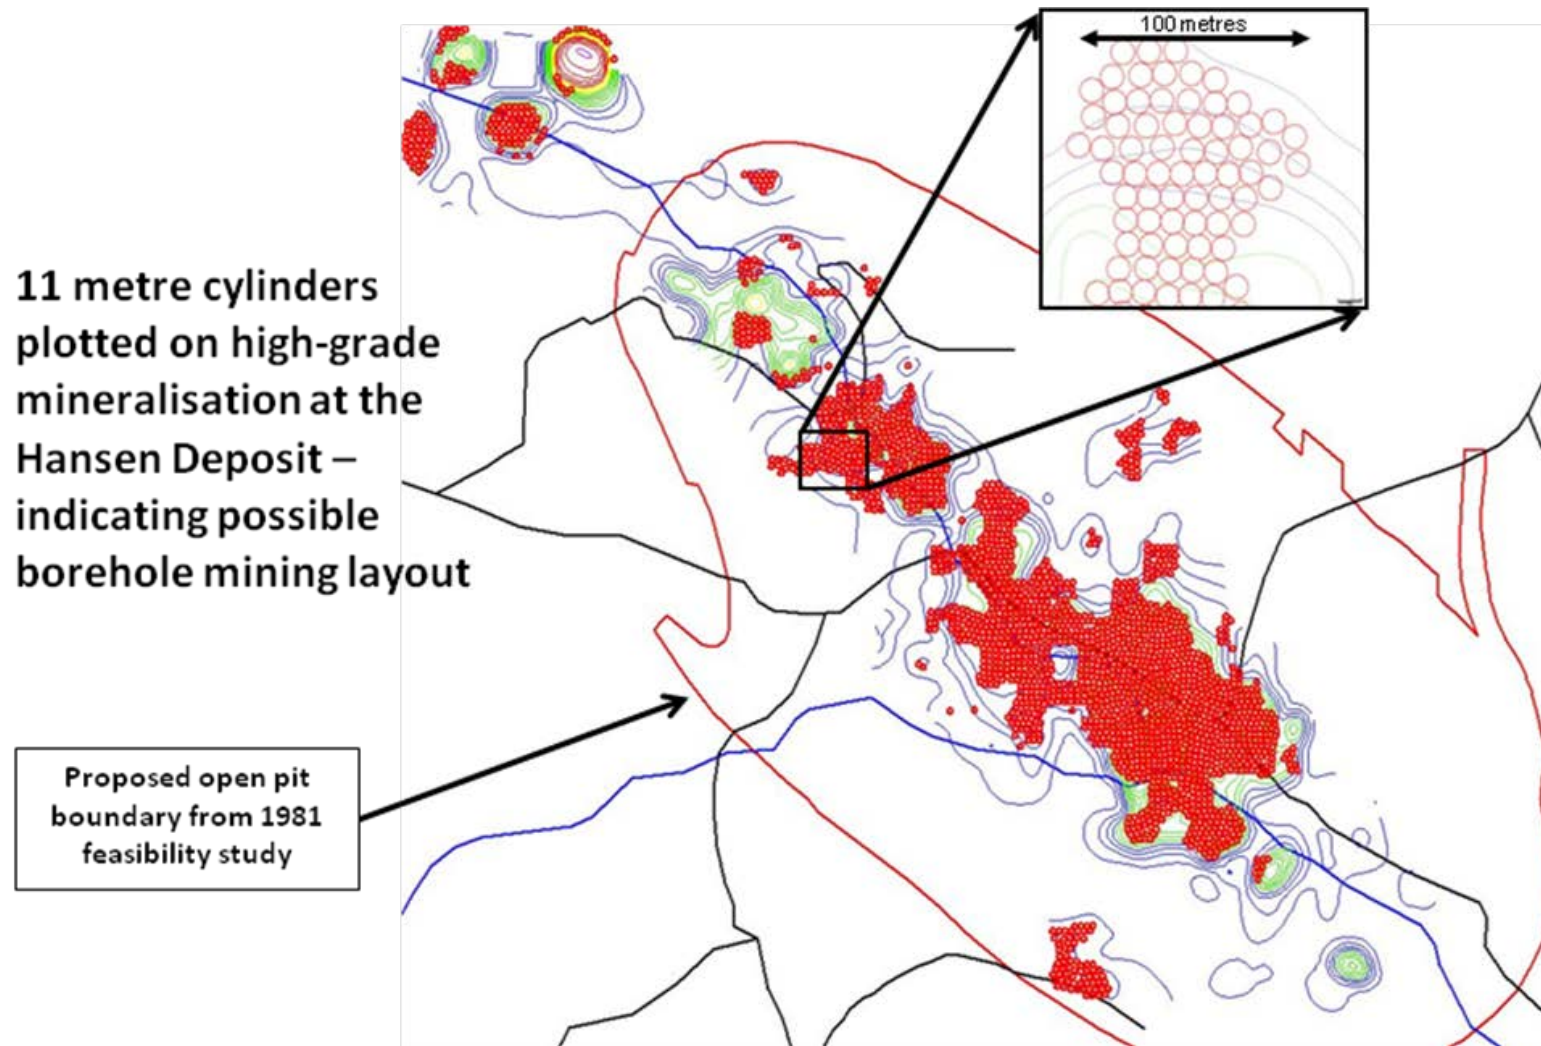 100 metres
11 metre cylinders
plotted on high-grade
mineralisation at the
Hansen Deposit –
indicating possible
borehole mining layout
Proposed open pit
boundary from 1981
feasibility study